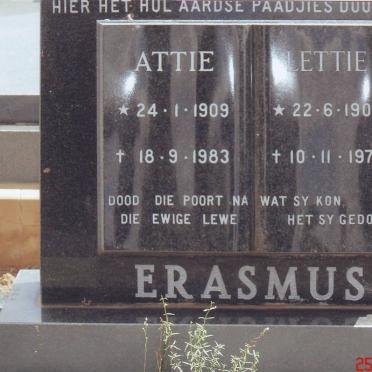 HIER HET HUL AARDSE PAADJIES
ATTIE LETTIE
★ 24·1·1909 ★ 22·6·190
† 18·9·1983 † 10·11·197
DOOD DIE POORT NA WAT SY KON,
DIE EWIGE LEWE HET SY GEDO
ERASMUS
25